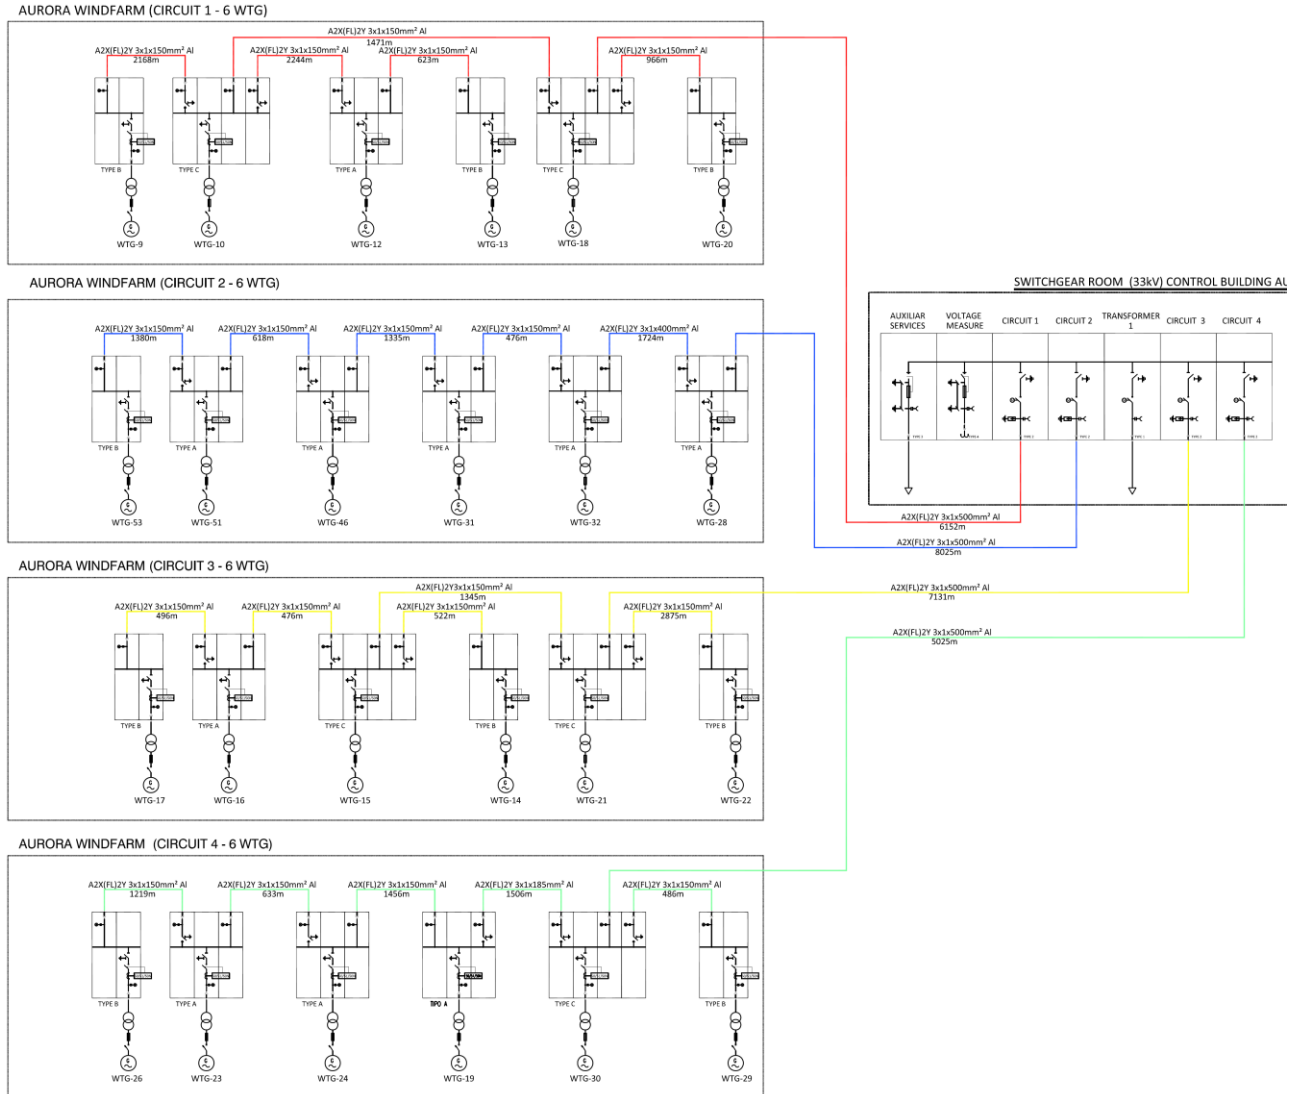 AURORA WINDFARM (CIRCUIT 1 - 6 WTG)
A2X(FL)2Y 3x1x150mm² Al
1471m
A2X(FL)2Y 3x1x150mm² Al
2168m
A2X(FL)2Y 3x1x150mm² Al
2244m
A2X(FL)2Y 3x1x150mm² Al
623m
A2X(FL)2Y 3x1x150mm² Al
966m
TYPE B
TYPE C
TYPE A
TYPE B
TYPE C
TYPE B
WTG-9
WTG-10
WTG-12
WTG-13
WTG-18
WTG-20
AURORA WINDFARM (CIRCUIT 2 - 6 WTG)
A2X(FL)2Y 3x1x150mm² Al
1380m
A2X(FL)2Y 3x1x150mm² Al
618m
A2X(FL)2Y 3x1x150mm² Al
1335m
A2X(FL)2Y 3x1x150mm² Al
476m
A2X(FL)2Y 3x1x400mm² Al
1724m
TYPE B
TYPE A
TYPE A
TYPE A
TYPE A
TYPE A
WTG-53
WTG-51
WTG-46
WTG-31
WTG-32
WTG-28
SWITCHGEAR ROOM (33kV) CONTROL BUILDING AU
AUXILIAR
SERVICES
VOLTAGE
MEASURE
CIRCUIT 1
CIRCUIT 2
TRANSFORMER
1
CIRCUIT 3
CIRCUIT 4
A2X(FL)2Y 3x1x500mm² Al
6152m
A2X(FL)2Y 3x1x500mm² Al
8025m
A2X(FL)2Y 3x1x500mm² Al
7131m
A2X(FL)2Y 3x1x500mm² Al
5025m
AURORA WINDFARM (CIRCUIT 3 - 6 WTG)
A2X(FL)2Y3x1x150mm² Al
1345m
A2X(FL)2Y 3x1x150mm² Al
496m
A2X(FL)2Y 3x1x150mm² Al
476m
A2X(FL)2Y 3x1x150mm² Al
522m
A2X(FL)2Y 3x1x150mm² Al
2875m
TYPE B
TYPE A
TYPE C
TYPE B
TYPE C
TYPE B
WTG-17
WTG-16
WTG-15
WTG-14
WTG-21
WTG-22
AURORA WINDFARM (CIRCUIT 4 - 6 WTG)
A2X(FL)2Y 3x1x150mm² Al
1219m
A2X(FL)2Y 3x1x150mm² Al
633m
A2X(FL)2Y 3x1x150mm² Al
1456m
A2X(FL)2Y 3x1x185mm² Al
1506m
A2X(FL)2Y 3x1x150mm² Al
486m
TYPE B
TYPE A
TYPE A
TIPO A
TYPE C
TYPE B
WTG-26
WTG-23
WTG-24
WTG-19
WTG-30
WTG-29